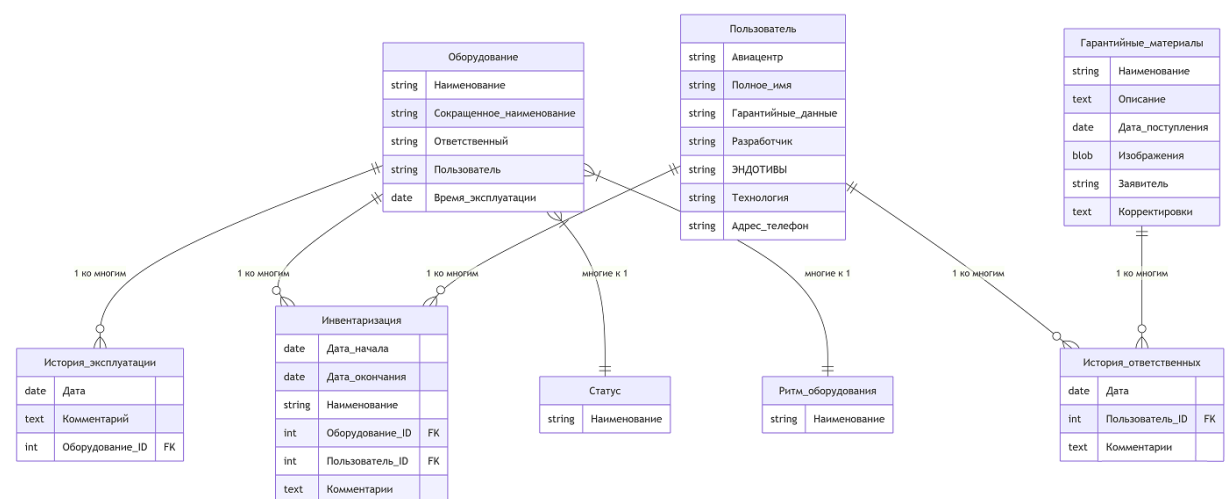 Пользователь
string Авиацентр
string Полное_имя
string Гарантийные_данные
string Разработчик
string ЭНДОТИВЫ
string Технология
string Адрес_телефон
Оборудование
string Наименование
string Сокращенное_наименование
string Ответственный
string Пользователь
date Время_эксплуатации
Гарантийные_материалы
string Наименование
text Описание
date Дата_поступления
blob Изображения
string Заявитель
text Корректировки
1 ко многим
1 ко многим
1 ко многим
многие к 1
многие к 1
1 ко многим
1 ко многим
История_эксплуатации
date Дата
text Комментарий
int Оборудование_ID FK
Инвентаризация
date Дата_начала
date Дата_окончания
string Наименование
int Оборудование_ID FK
int Пользователь_ID FK
text Комментарии
Статус
string Наименование
Ритм_оборудования
string Наименование
История_ответственных
date Дата
int Пользователь_ID FK
text Комментарии